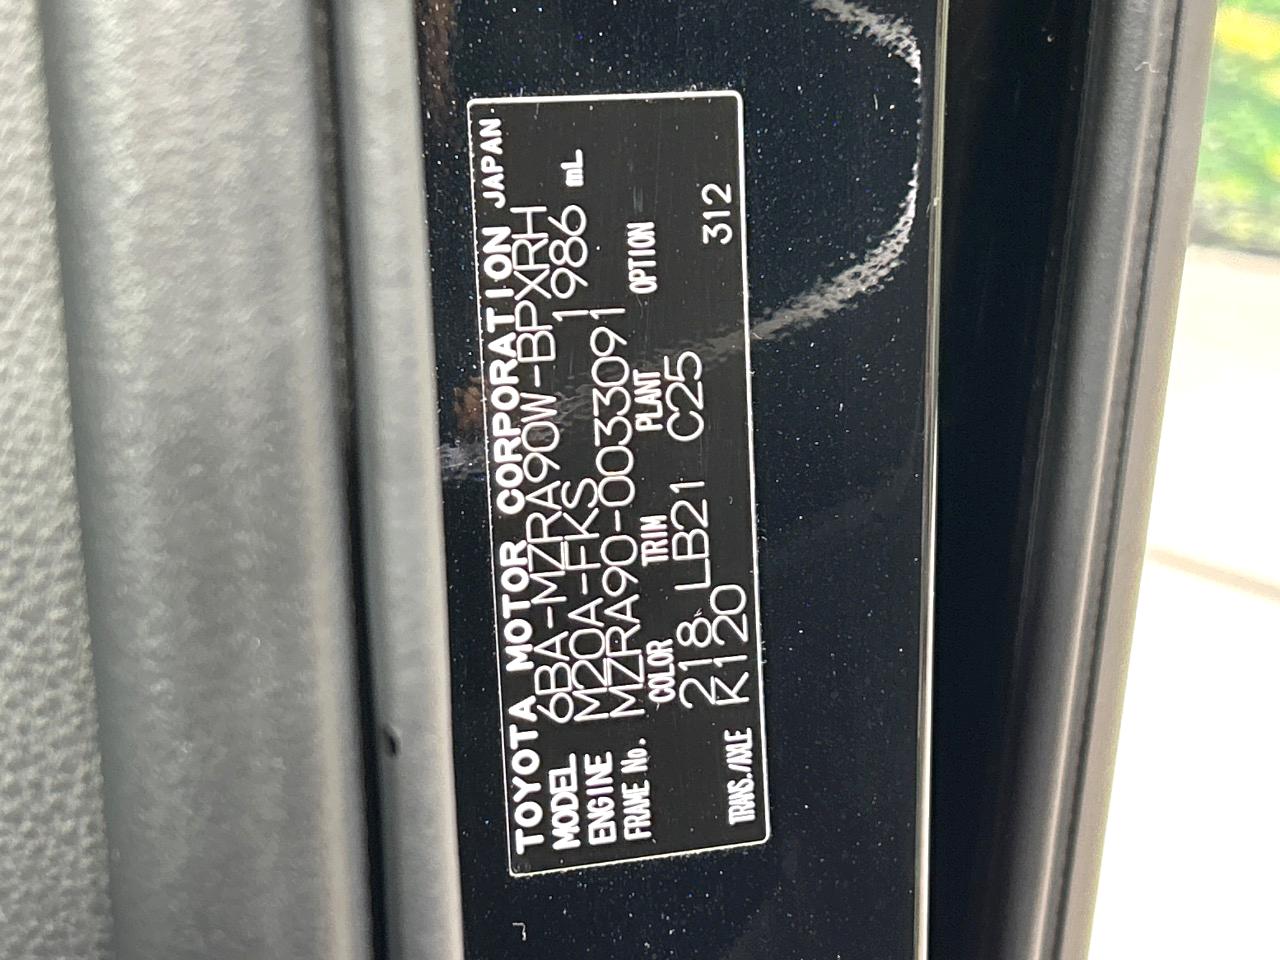 TOYOTA MOTOR CORPORATION JAPAN
MODEL 6BA-MZRA90W-BPXRH
ENGINE M20A-FKS 1986 mL
FRAME No. MZRA90-0033091
COLOR TRIM PLANT OPTION
218 LB21 C25
TRANS./AXLE K120 312